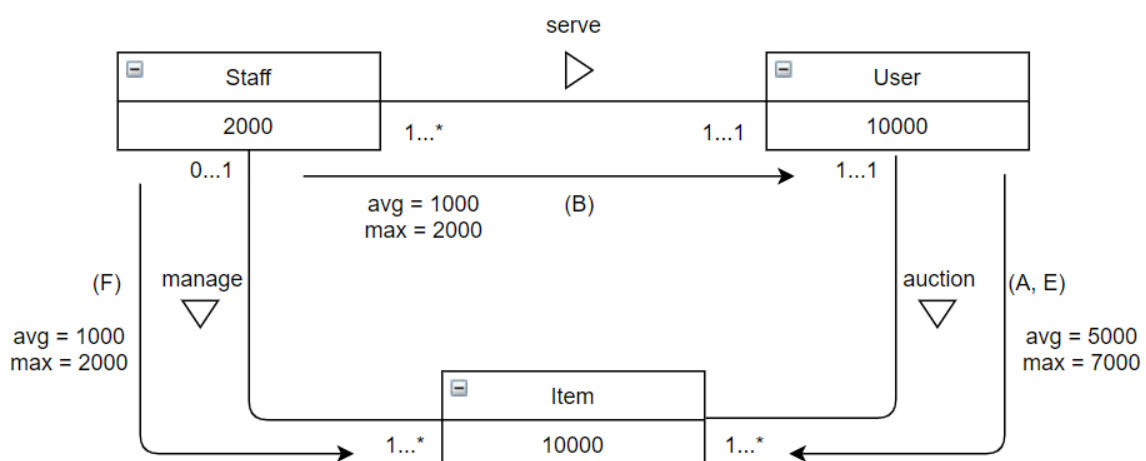 serve
Staff
User
2000
10000
1...*
1...1
0...1
1...1
avg = 1000
max = 2000
(B)
(F)
manage
auction
(A, E)
avg = 1000
max = 2000
avg = 5000
max = 7000
Item
10000
1...*
1...*